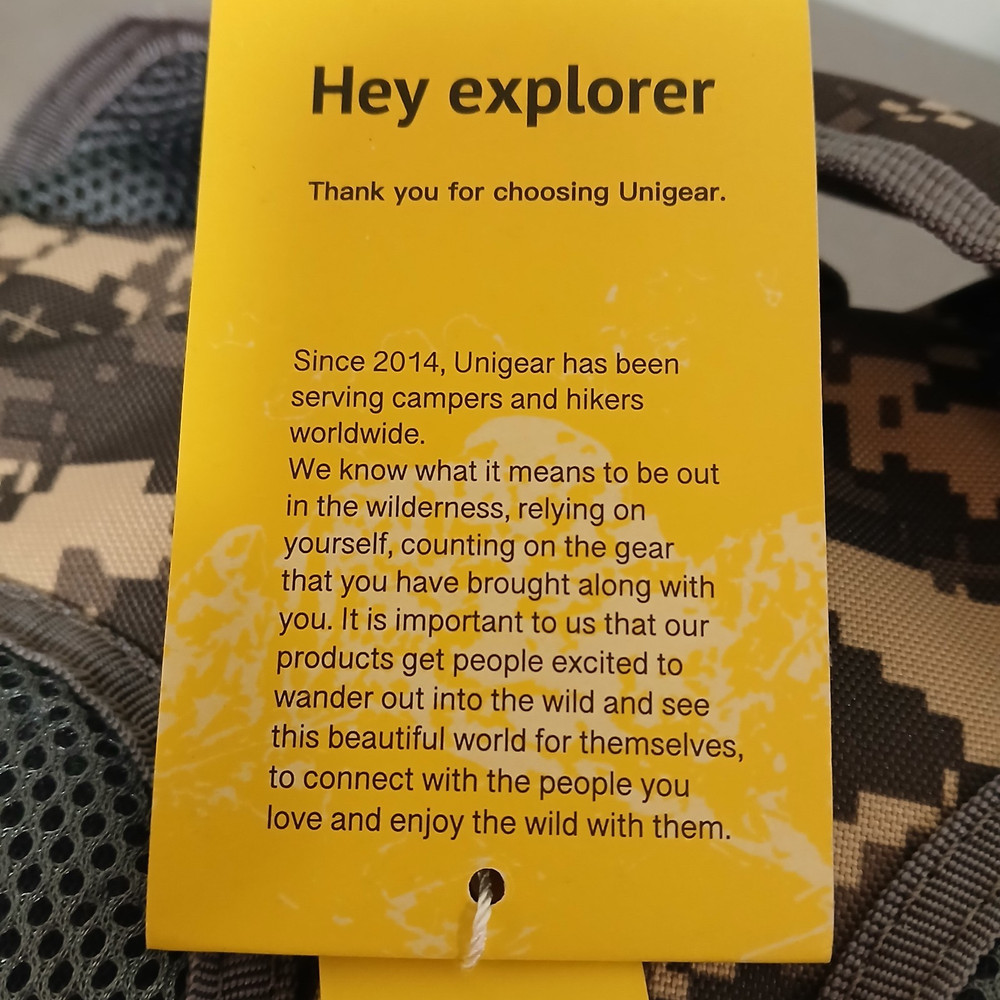 Hey explorer
Thank you for choosing Unigear.
Since 2014, Unigear has been
serving campers and hikers
worldwide.
We know what it means to be out
in the wilderness, relying on
yourself, counting on the gear
that you have brought along with
you. It is important to us that our
products get people excited to
wander out into the wild and see
this beautiful world for themselves,
to connect with the people you
love and enjoy the wild with them.